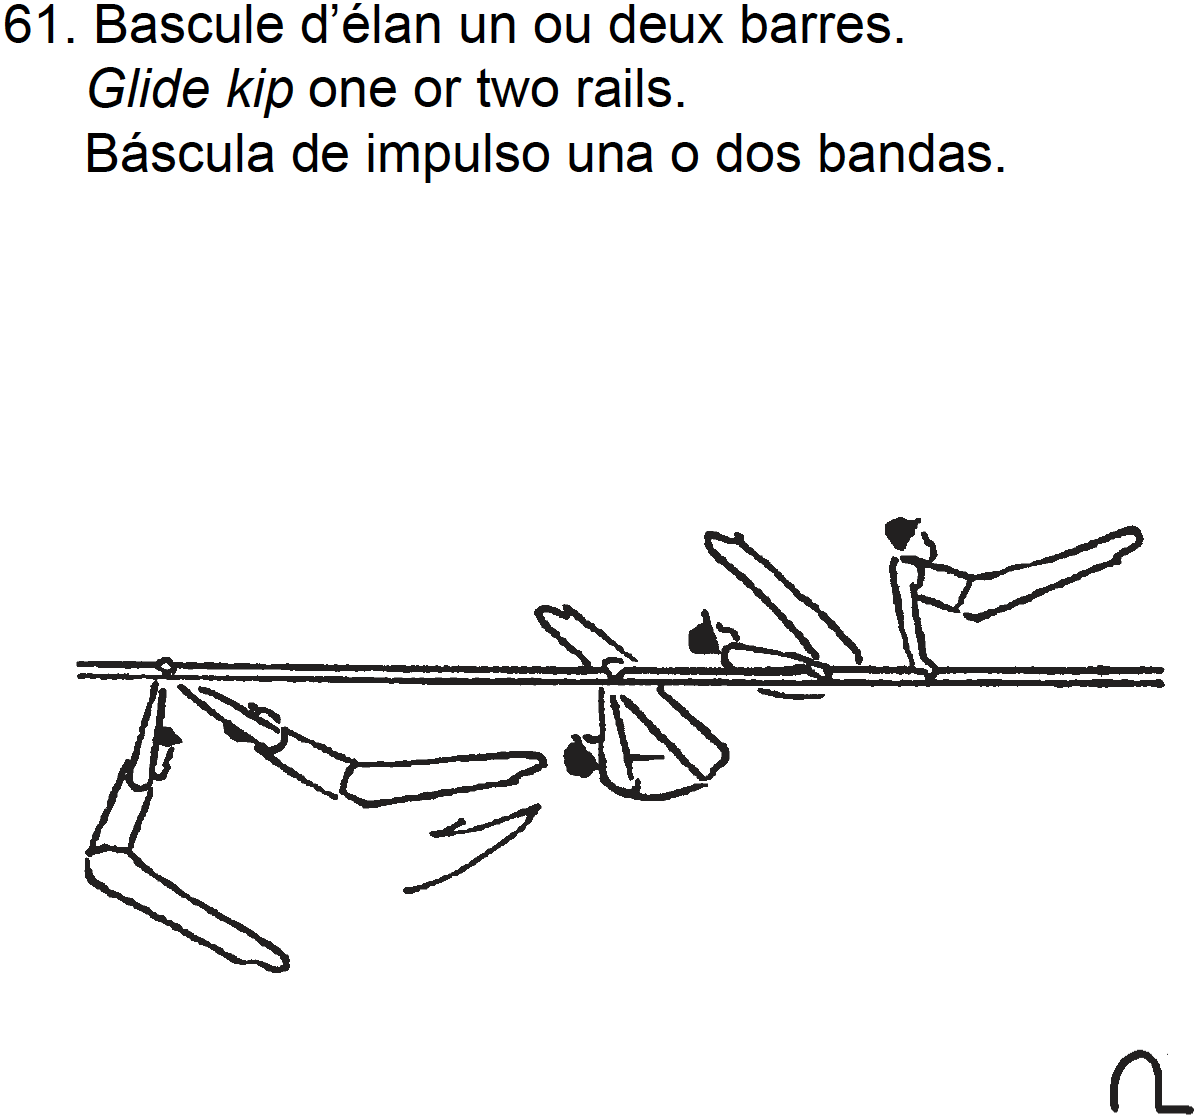 61. Bascule d’élan un ou deux barres.
Glide kip one or two rails.
Báscula de impulso una o dos bandas.